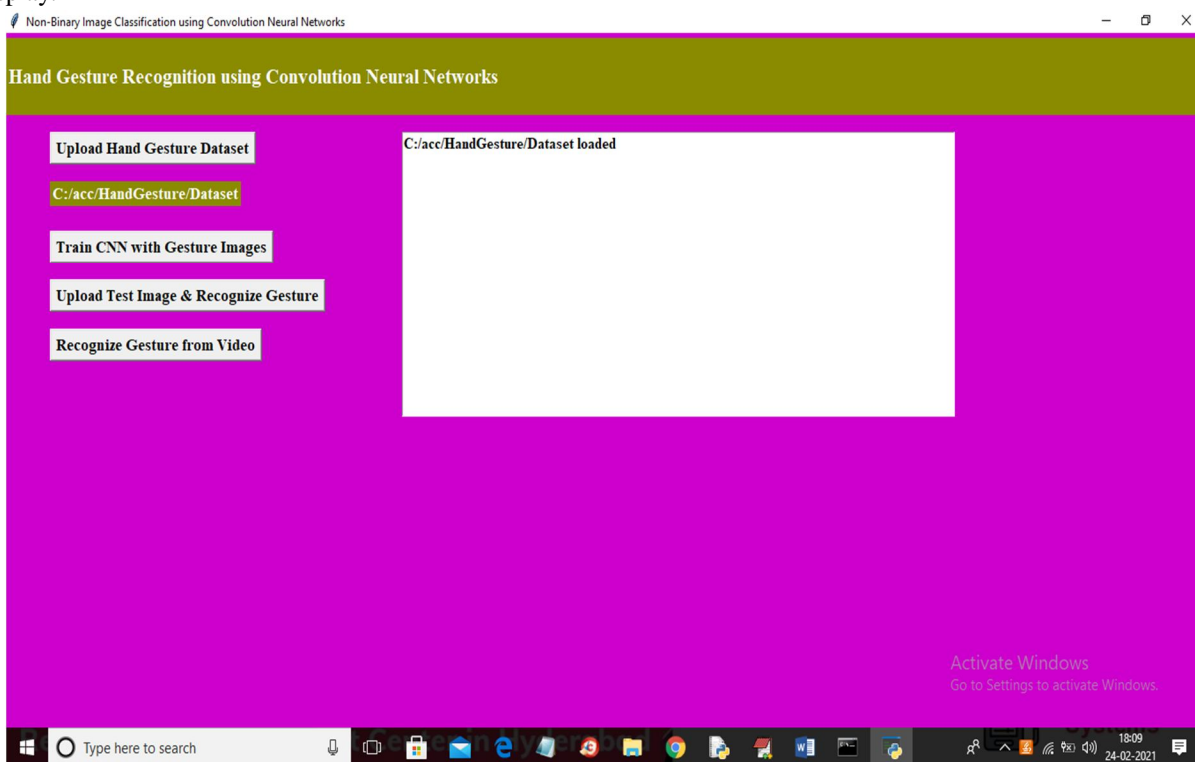 Non-Binary Image Classification using Convolution Neural Networks
Hand Gesture Recognition using Convolution Neural Networks
Upload Hand Gesture Dataset
C:/acc/HandGesture/Dataset loaded
C:/acc/HandGesture/Dataset
Train CNN with Gesture Images
Upload Test Image & Recognize Gesture
Recognize Gesture from Video
Activate Windows
Go to Settings to activate Windows.
Type here to search
18:09
24-02-2021